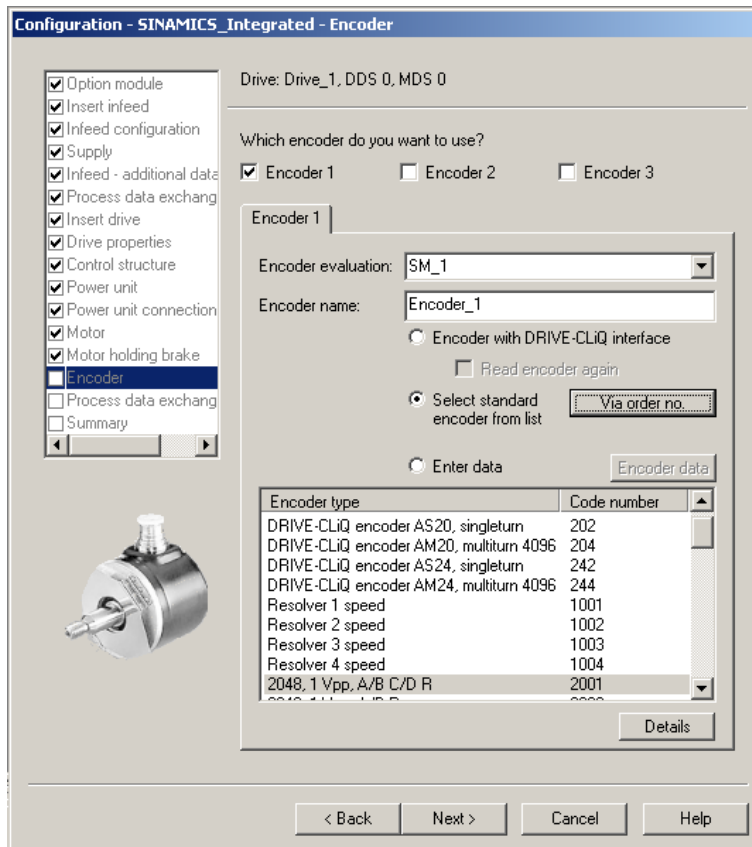 Configuration - SINAMICS_Integrated - Encoder
Option module
Insert infeed
Infeed configuration
Supply
Infeed - additional data
Process data exchang
Insert drive
Drive properties
Control structure
Power unit
Power unit connection
Motor
Motor holding brake
Encoder
Process data exchang
Summary
Drive: Drive_1, DDS 0, MDS 0
Which encoder do you want to use?
Encoder 1 Encoder 2 Encoder 3
Encoder 1
Encoder evaluation: SM_1
Encoder name: Encoder_1
Encoder with DRIVE-CLiQ interface
Read encoder again
Select standard encoder from list Via order no.
Enter data Encoder data
Encoder type Code number
DRIVE-CLiQ encoder AS20, singleturn 202
DRIVE-CLiQ encoder AM20, multiturn 4096 204
DRIVE-CLiQ encoder AS24, singleturn 242
DRIVE-CLiQ encoder AM24, multiturn 4096 244
Resolver 1 speed 1001
Resolver 2 speed 1002
Resolver 3 speed 1003
Resolver 4 speed 1004
2048, 1 Vpp, A/B C/D R 2001
Details
< Back Next > Cancel Help